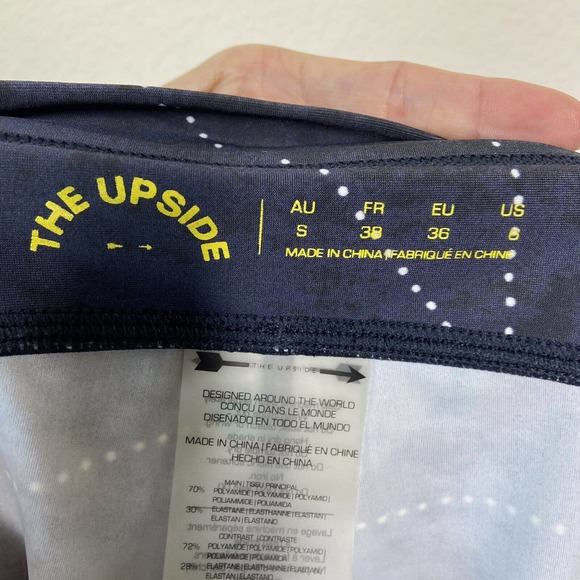 THE UPSIDE
AU FR EU US
S 38 36
MADE IN CHINA | FABRIQUÉ EN CHINE
THE UPSIDE
DESIGNED AROUND THE WORLD
CONÇU DANS LE MONDE
DISEÑADO EN TODO EL MUNDO
MADE IN CHINA | FABRIQUÉ EN CHINE
HECHO EN CHINA
MAIN | TISSU PRINCIPAL
70% POLYAMIDE | POLYAMIDE | POLYAMID |
POLIAMMIDA | POLIAMIDA
30% ELASTANE | ELASTHANNE | ELASTAN |
ELASTAN | ELASTANO
CONTRAST | CONTRASTE
72% POLYAMIDE | POLYAMIDE | POLYAMID |
POLIAMMIDA | POLIAMIDA
28% ELASTANE | ELASTHANNE | ELASTAN |
ELASTAN | ELASTANO